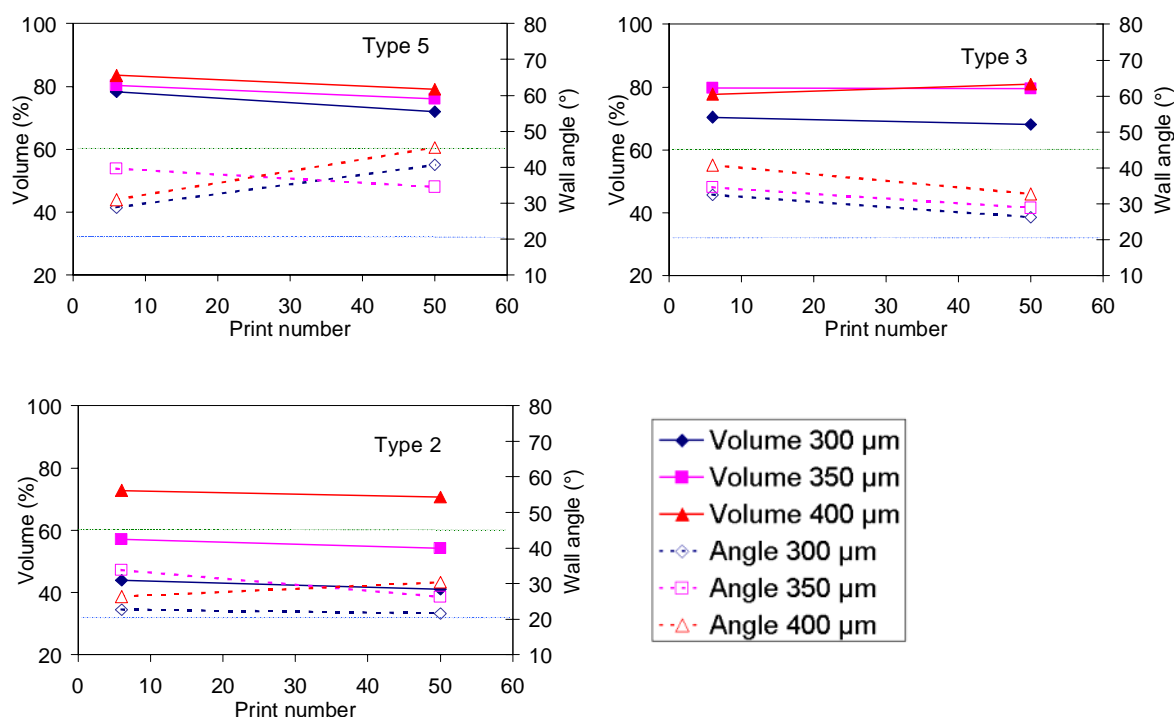 Type 5
Volume (%)
100
80
60
40
20
80
70
60
50
40
30
20
10
Wall angle (°)
0 10 20 30 40 50 60
Print number
Type 3
Volume (%)
100
80
60
40
20
80
70
60
50
40
30
20
10
Wall angle (°)
0 10 20 30 40 50 60
Print number
Type 2
Volume (%)
100
80
60
40
20
80
70
60
50
40
30
20
10
Wall angle (°)
0 10 20 30 40 50 60
Print number
Volume 300 µm
Volume 350 µm
Volume 400 µm
Angle 300 µm
Angle 350 µm
Angle 400 µm